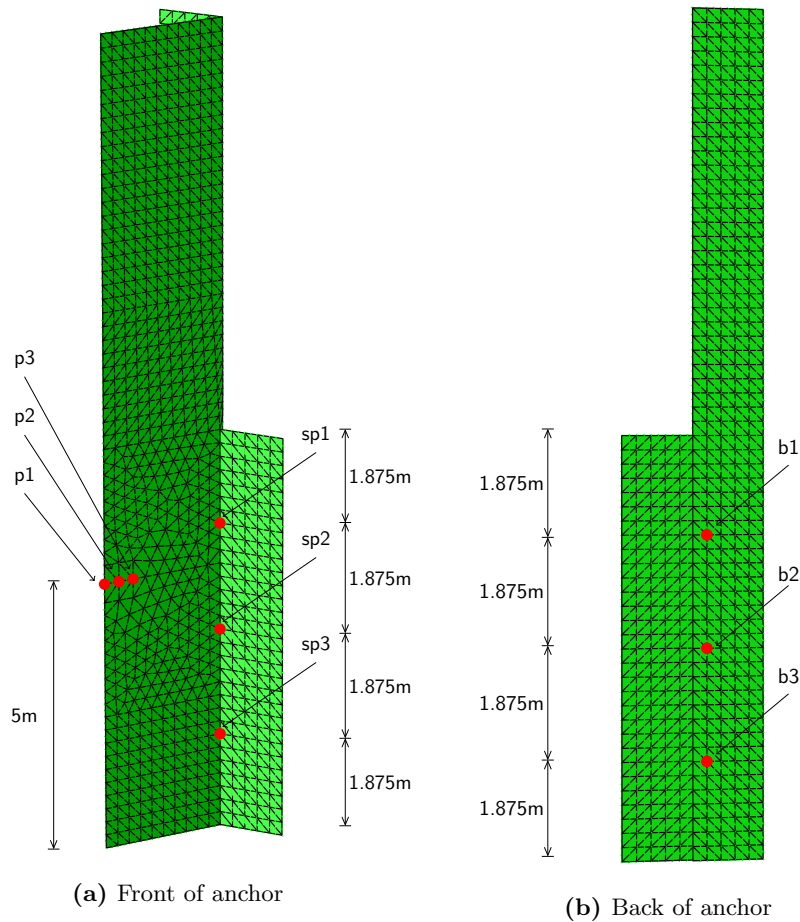 p3
p2
p1
5m
sp1
sp2
sp3
1.875m
1.875m
1.875m
1.875m
(a) Front of anchor
1.875m
1.875m
1.875m
1.875m
b1
b2
b3
(b) Back of anchor